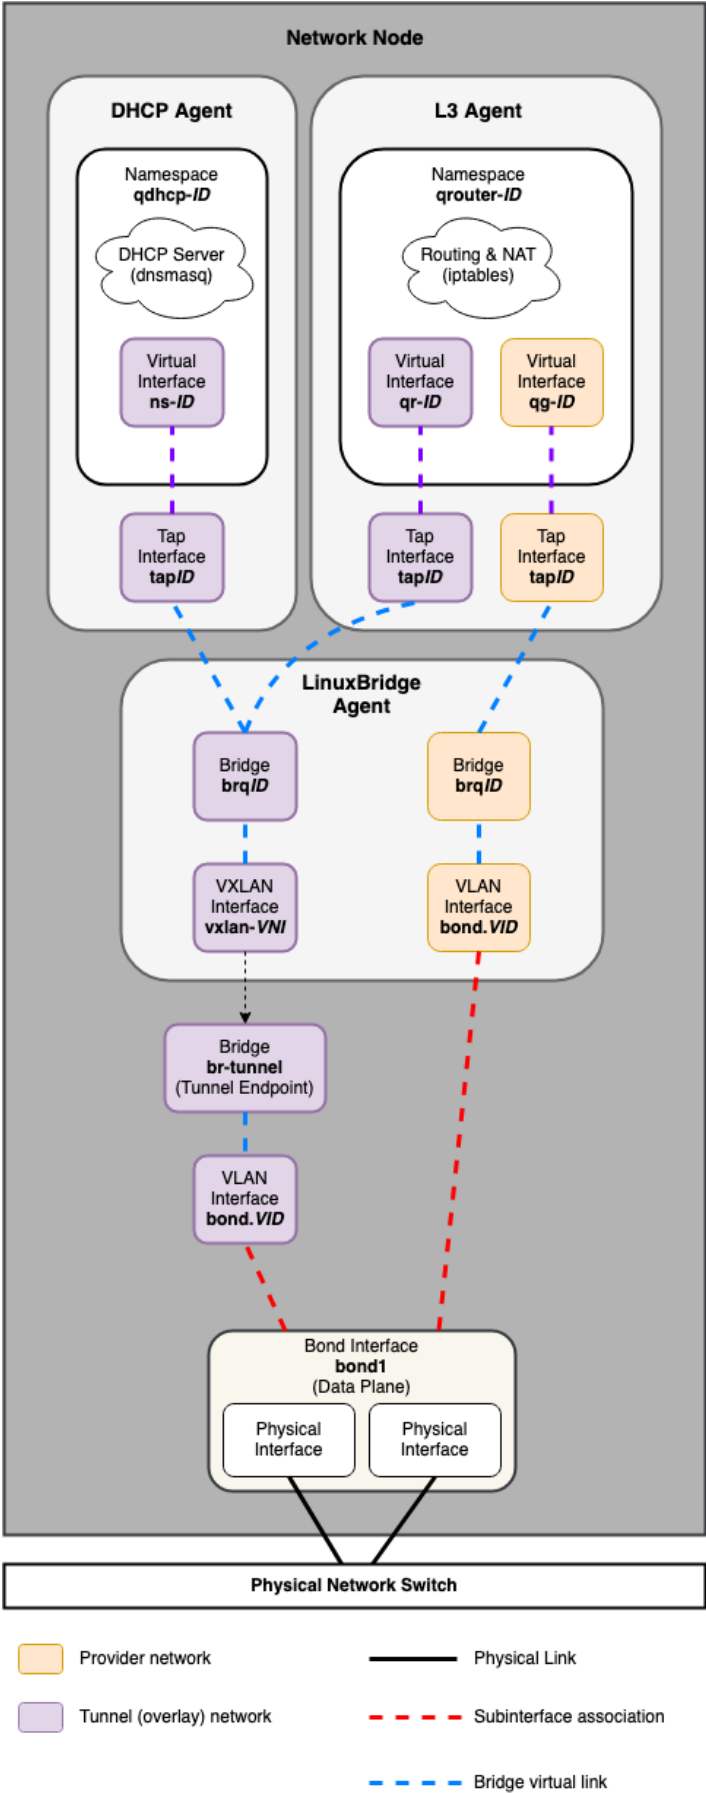 Network Node
DHCP Agent
Namespace
qdhcp-ID
DHCP Server
(dnsmasq)
Virtual
Interface
ns-ID
Tap
Interface
tapID
L3 Agent
Namespace
qrouter-ID
Routing & NAT
(iptables)
Virtual
Interface
qr-ID
Virtual
Interface
qg-ID
Tap
Interface
tapID
Tap
Interface
tapID
LinuxBridge
Agent
Bridge
brqID
Bridge
brqID
VXLAN
Interface
vxlan-VNI
VLAN
Interface
bond.VID
Bridge
br-tunnel
(Tunnel Endpoint)
VLAN
Interface
bond.VID
Bond Interface
bond1
(Data Plane)
Physical
Interface
Physical
Interface
Physical Network Switch
Provider network
Physical Link
Tunnel (overlay) network
Subinterface association
Bridge virtual link